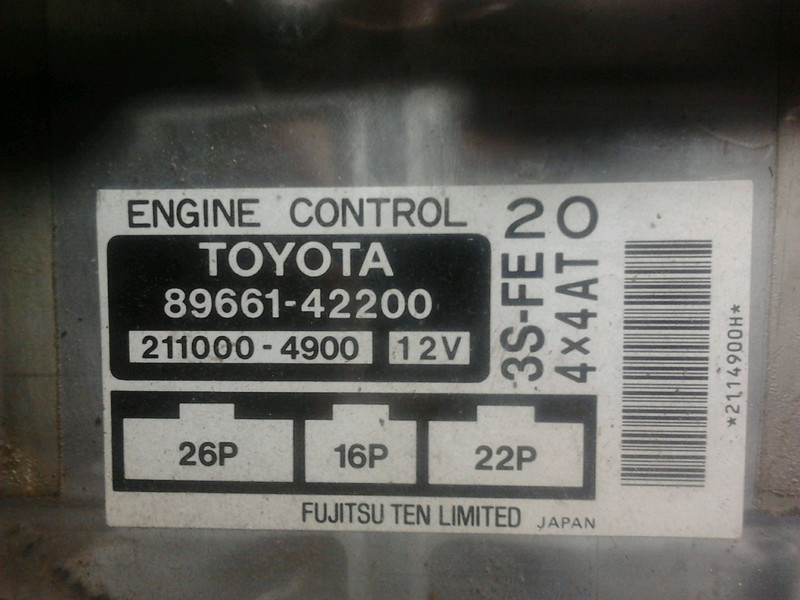 ENGINE CONTROL
TOYOTA
89661-42200
211000-4900 12V
20
3S-FE
4x4AT
26P 16P 22P
FUJITSU TEN LIMITED JAPAN
*2114900H*